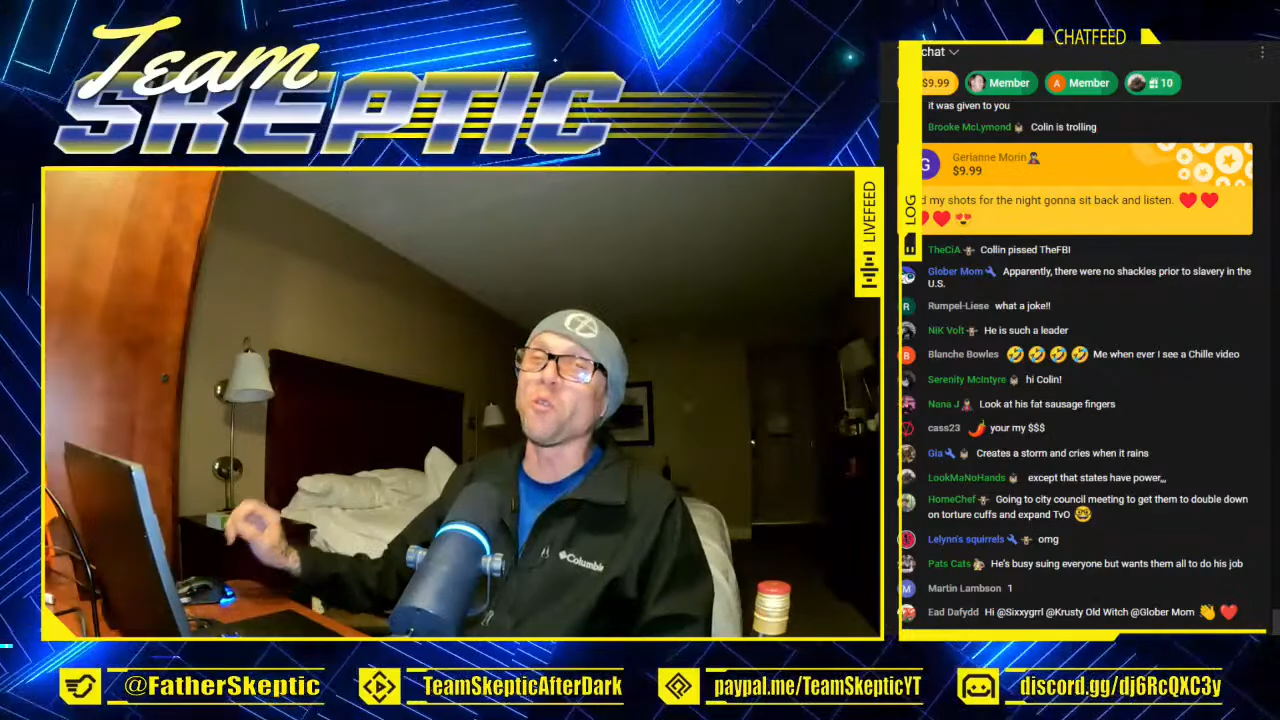 Team
SKEPTIC
CHATFEED
chat
$9.99
Member
A Member
10
it was given to you
Brooke McLymond Colin is trolling
G Gerianne Morin
$9.99
d my shots for the night gonna sit back and listen.
LIVEFEED
LOG
TheCiA Collin pissed TheFBI
Glober Mom Apparently, there were no shackles prior to slavery in the
U.S.
R Rumpel-Liese what a joke!!
NiK Volt He is such a leader
B Blanche Bowles 🤣🤣🤣🤣 Me when ever I see a Chille video
Serenity McIntyre hi Colin!
Nana J Look at his fat sausage fingers
cass23 🌶️ your my $$$
Gia Creates a storm and cries when it rains
LookMaNoHands except that states have power,,,
HomeChef Going to city council meeting to get them to double down
on torture cuffs and expand TvO 🤓
Lelynn's squirrels omg
Pats Cats He's busy suing everyone but wants them all to do his job
M Martin Lambson 1
Ead Dafydd Hi @Sixxygrrl @Krusty Old Witch @Glober Mom 👋 ❤️
Columbia
@FatherSkeptic
TeamSkepticAfterDark
paypal.me/TeamSkepticYT
discord.gg/dj6RcQXC3y